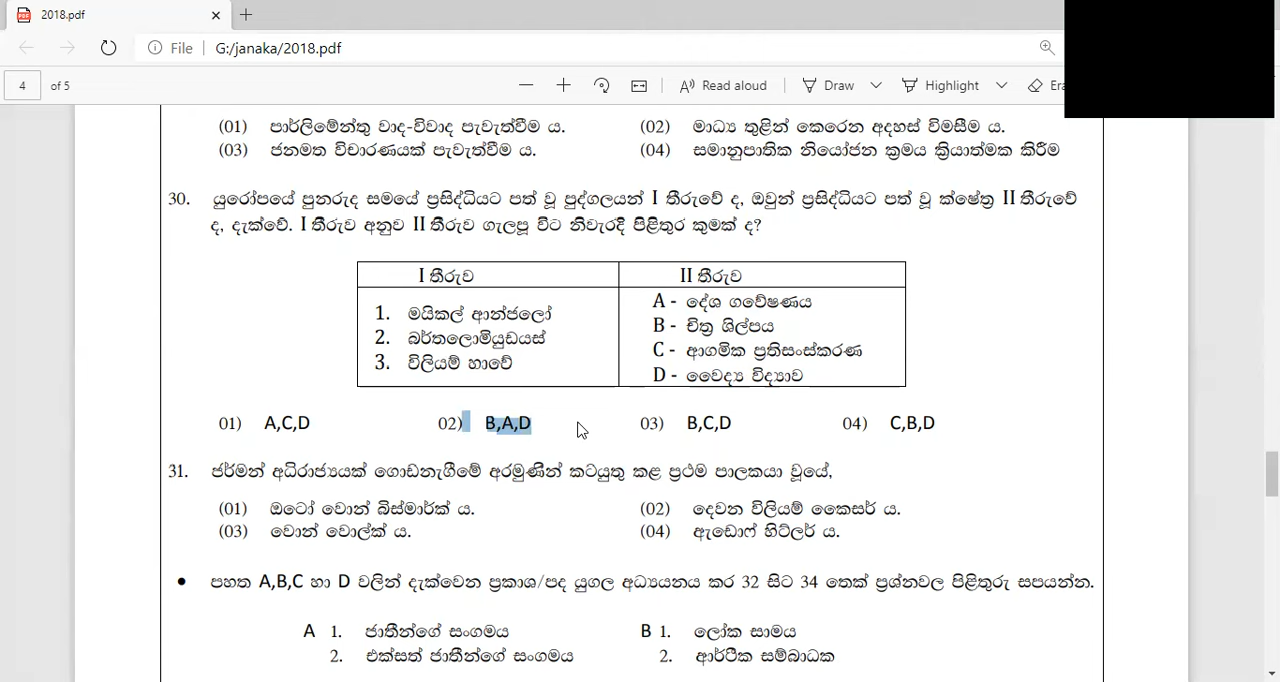 2018.pdf
File G:/janaka/2018.pdf
4 of 5 Read aloud Draw Highlight Era
(01) පාර්ලිමේන්තු වාද-විවාද පැවැත්වීම ය. (02) මාධ්‍ය තුළින් කෙරෙන අදහස් විමසීම ය.
(03) ජනමත විචාරණයක් පැවැත්වීම ය. (04) සමානුපාතික නියෝජන ක්‍රමය ක්‍රියාත්මක කිරීම
30. යුරෝපයේ පුනරුද සමයේ ප්‍රසිද්ධියට පත් වූ පුද්ගලයන් I තීරුවේ ද, ඔවුන් ප්‍රසිද්ධියට පත් වූ ක්ෂේත්‍ර II තීරුවේ
ද, දැක්වේ. I තීරුව අනුව II තීරුව ගැලපූ විට නිවැරදි පිළිතුර කුමක් ද?
I තීරුව II තීරුව
1. මයිකල් ආන්ජලෝ
2. බර්තලොමියුඩයස්
3. විලියම් හාවේ
A - දේශ ගවේෂණය
B - චිත්‍ර ශිල්පය
C - ආගමික ප්‍රතිසංස්කරණ
D - වෛද්‍ය විද්‍යාව
01) A,C,D 02) B,A,D 03) B,C,D 04) C,B,D
31. ජර්මන් අධිරාජ්‍යයක් ගොඩනැගීමේ අරමුණින් කටයුතු කළ ප්‍රථම පාලකයා වූයේ,
(01) ඔටෝ වොන් බිස්මාර්ක් ය. (02) දෙවන විලියම් කෛසර් ය.
(03) වොන් වොල්ක් ය. (04) ඇඩොෆ් හිට්ලර් ය.
• පහත A,B,C හා D වලින් දැක්වෙන ප්‍රකාශ/පද යුගල අධ්‍යයනය කර 32 සිට 34 තෙක් ප්‍රශ්නවල පිළිතුරු සපයන්න.
A 1. ජාතීන්ගේ සංගමය B 1. ලෝක සාමය
2. එක්සත් ජාතීන්ගේ සංගමය 2. ආර්ථික සම්බාධක